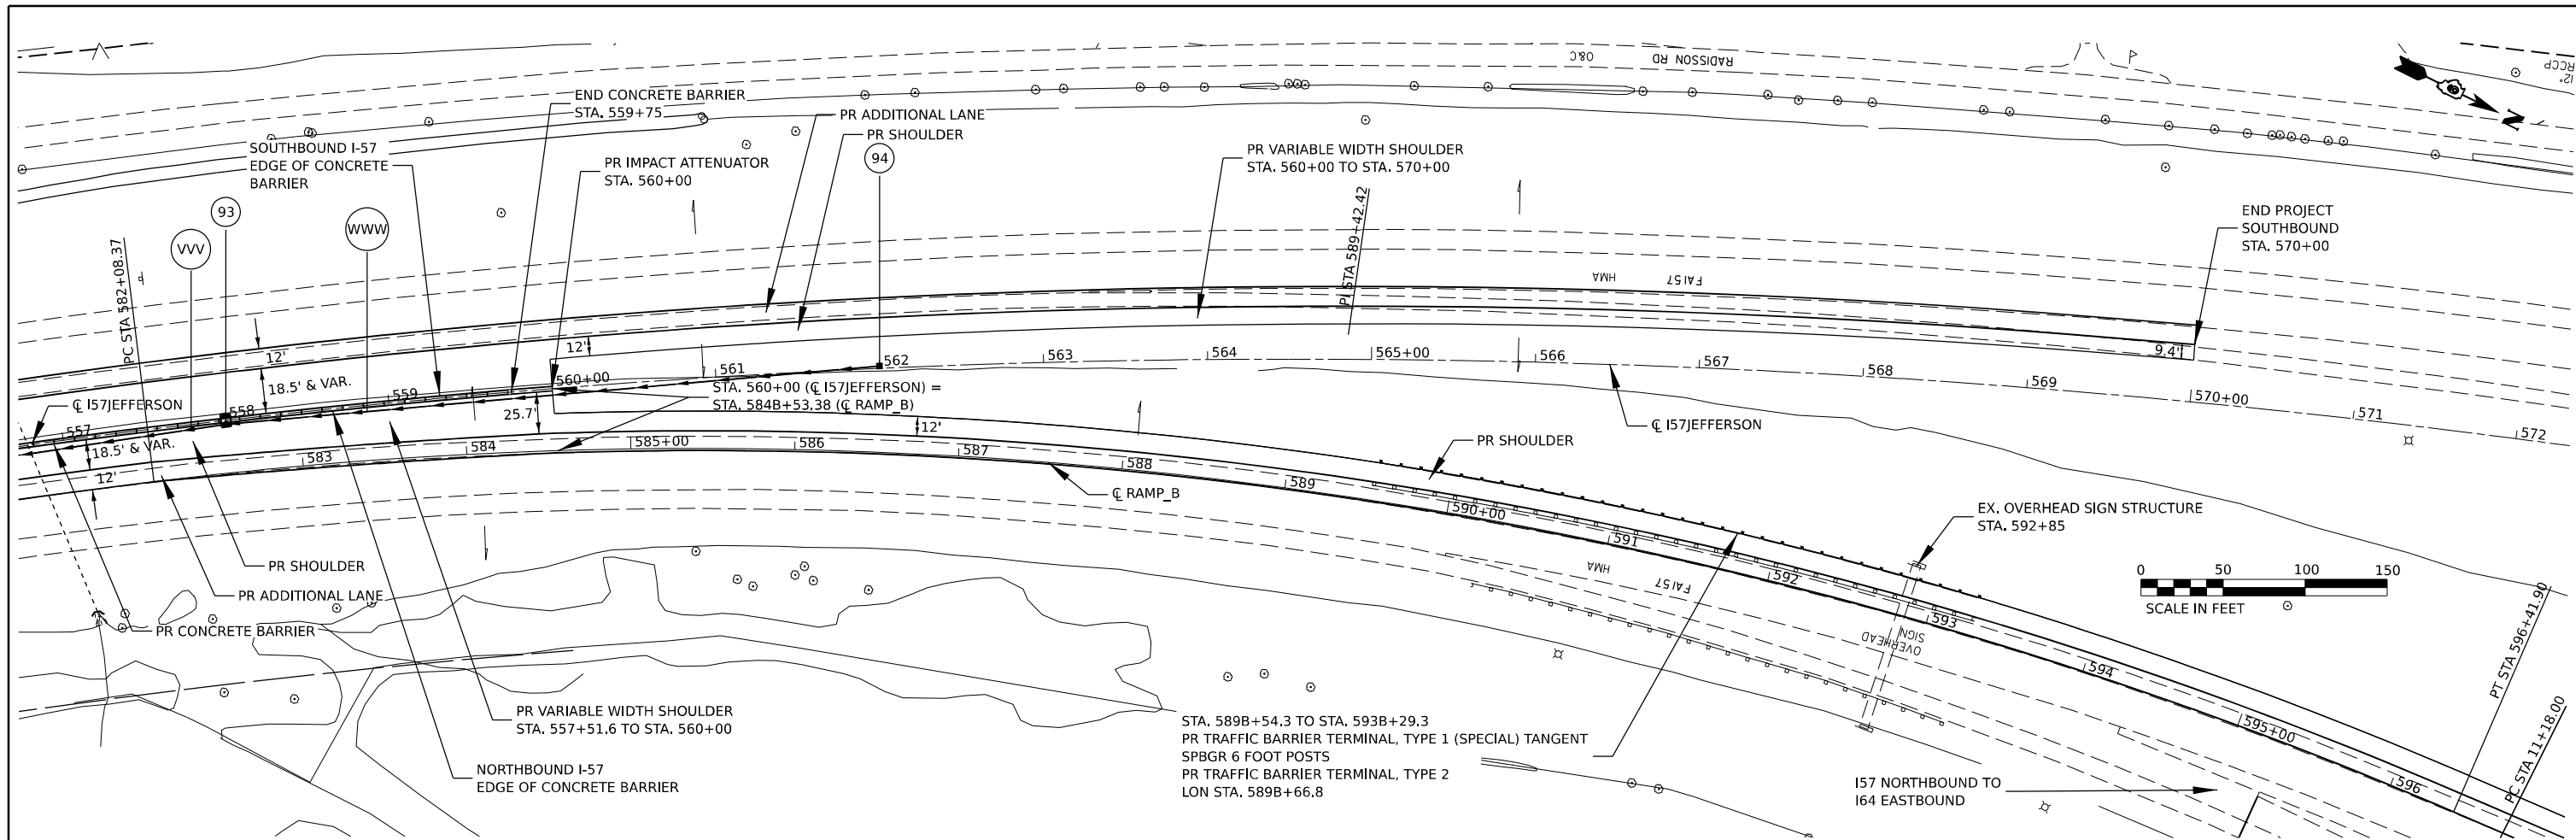 RADISSON RD
O&C
12"
RCCP
N
END CONCRETE BARRIER
STA. 559+75
PR ADDITIONAL LANE
PR SHOULDER
SOUTHBOUND I-57
EDGE OF CONCRETE
BARRIER
PR IMPACT ATTENUATOR
STA. 560+00
94
PR VARIABLE WIDTH SHOULDER
STA. 560+00 TO STA. 570+00
END PROJECT
SOUTHBOUND
STA. 570+00
93
VVV
WWW
PC STA 582+08.37
PI STA 589+42.42
HMA
FAI 57
12'
18.5' & VAR.
12'
9.4'
℄ I57JEFFERSON
557
558
559
560+00
561
562
563
564
565+00
566
567
568
569
570+00
571
572
STA. 560+00 (℄ I57JEFFERSON) =
STA. 584B+53.38 (℄ RAMP_B)
25.7'
12'
℄ I57JEFFERSON
18.5' & VAR.
12'
583
584
585+00
586
587
588
589
590+00
591
592
593
594
595+00
596
PR SHOULDER
℄ RAMP_B
EX. OVERHEAD SIGN STRUCTURE
STA. 592+85
0 50 100 150
SCALE IN FEET
HMA
FAI 57
OVERHEAD
SIGN
PR SHOULDER
PR ADDITIONAL LANE
PR CONCRETE BARRIER
PT STA 596+41.90
PC STA 11+18.00
PR VARIABLE WIDTH SHOULDER
STA. 557+51.6 TO STA. 560+00
NORTHBOUND I-57
EDGE OF CONCRETE BARRIER
STA. 589B+54.3 TO STA. 593B+29.3
PR TRAFFIC BARRIER TERMINAL, TYPE 1 (SPECIAL) TANGENT
SPBGR 6 FOOT POSTS
PR TRAFFIC BARRIER TERMINAL, TYPE 2
LON STA. 589B+66.8
I57 NORTHBOUND TO
I64 EASTBOUND